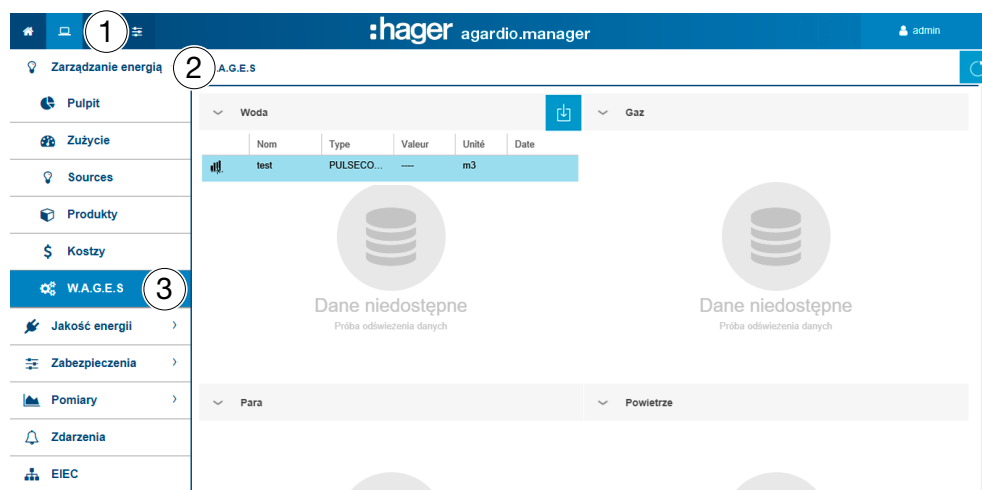 1
:hager agardio.manager
admin
Zarządzanie energią
2
.A.G.E.S
Pulpit
Woda
Gaz
Zużycie
Nom Type Valeur Unité Date
test PULSECO... ---- m3
Sources
Produkty
Kostzy
W.A.G.E.S
3
Dane niedostępne
Próba odświeżenia danych
Dane niedostępne
Próba odświeżenia danych
Jakość energii
Zabezpieczenia
Pomiary
Para
Powietrze
Zdarzenia
EIEC